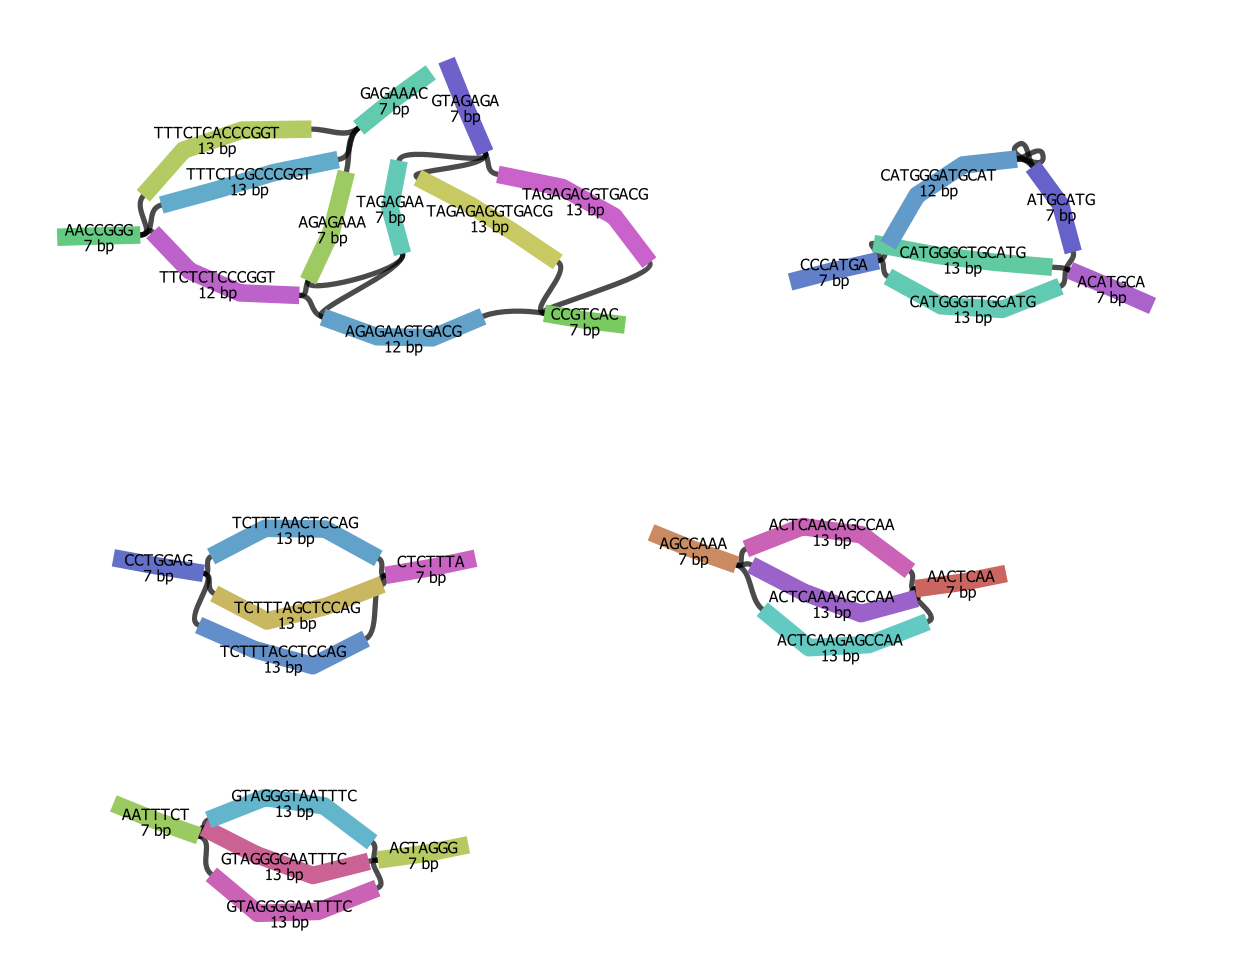 GAGAAAC
7 bp
GTAGAGA
7 bp
TTTCTCACCCGGT
13 bp
TTTCTCGCCCGGT
13 bp
AGAGAAA
7 bp
TAGAGAA
7 bp
TAGAGAGGTGACG
13 bp
TAGAGACGTGACG
13 bp
AACCGGG
7 bp
TTCTCTCCCGGT
12 bp
AGAGAAGTGACG
12 bp
CCGTCAC
7 bp
CATGGGATGCAT
12 bp
ATGCATG
7 bp
CCCATGA
7 bp
CATGGGCTGCATG
13 bp
ACATGCA
7 bp
CATGGGTTGCATG
13 bp
TCTTTAACTCCAG
13 bp
CCTGGAG
7 bp
CTCTTTA
7 bp
TCTTTAGCTCCAG
13 bp
TCTTTACCTCCAG
13 bp
ACTCAACAGCCAA
13 bp
AGCCAAA
7 bp
AACTCAA
7 bp
ACTCAAAAGCCAA
13 bp
ACTCAAGAGCCAA
13 bp
GTAGGGTAATTTC
13 bp
AATTTCT
7 bp
AGTAGGG
7 bp
GTAGGGCAATTTC
13 bp
GTAGGGGAATTTC
13 bp